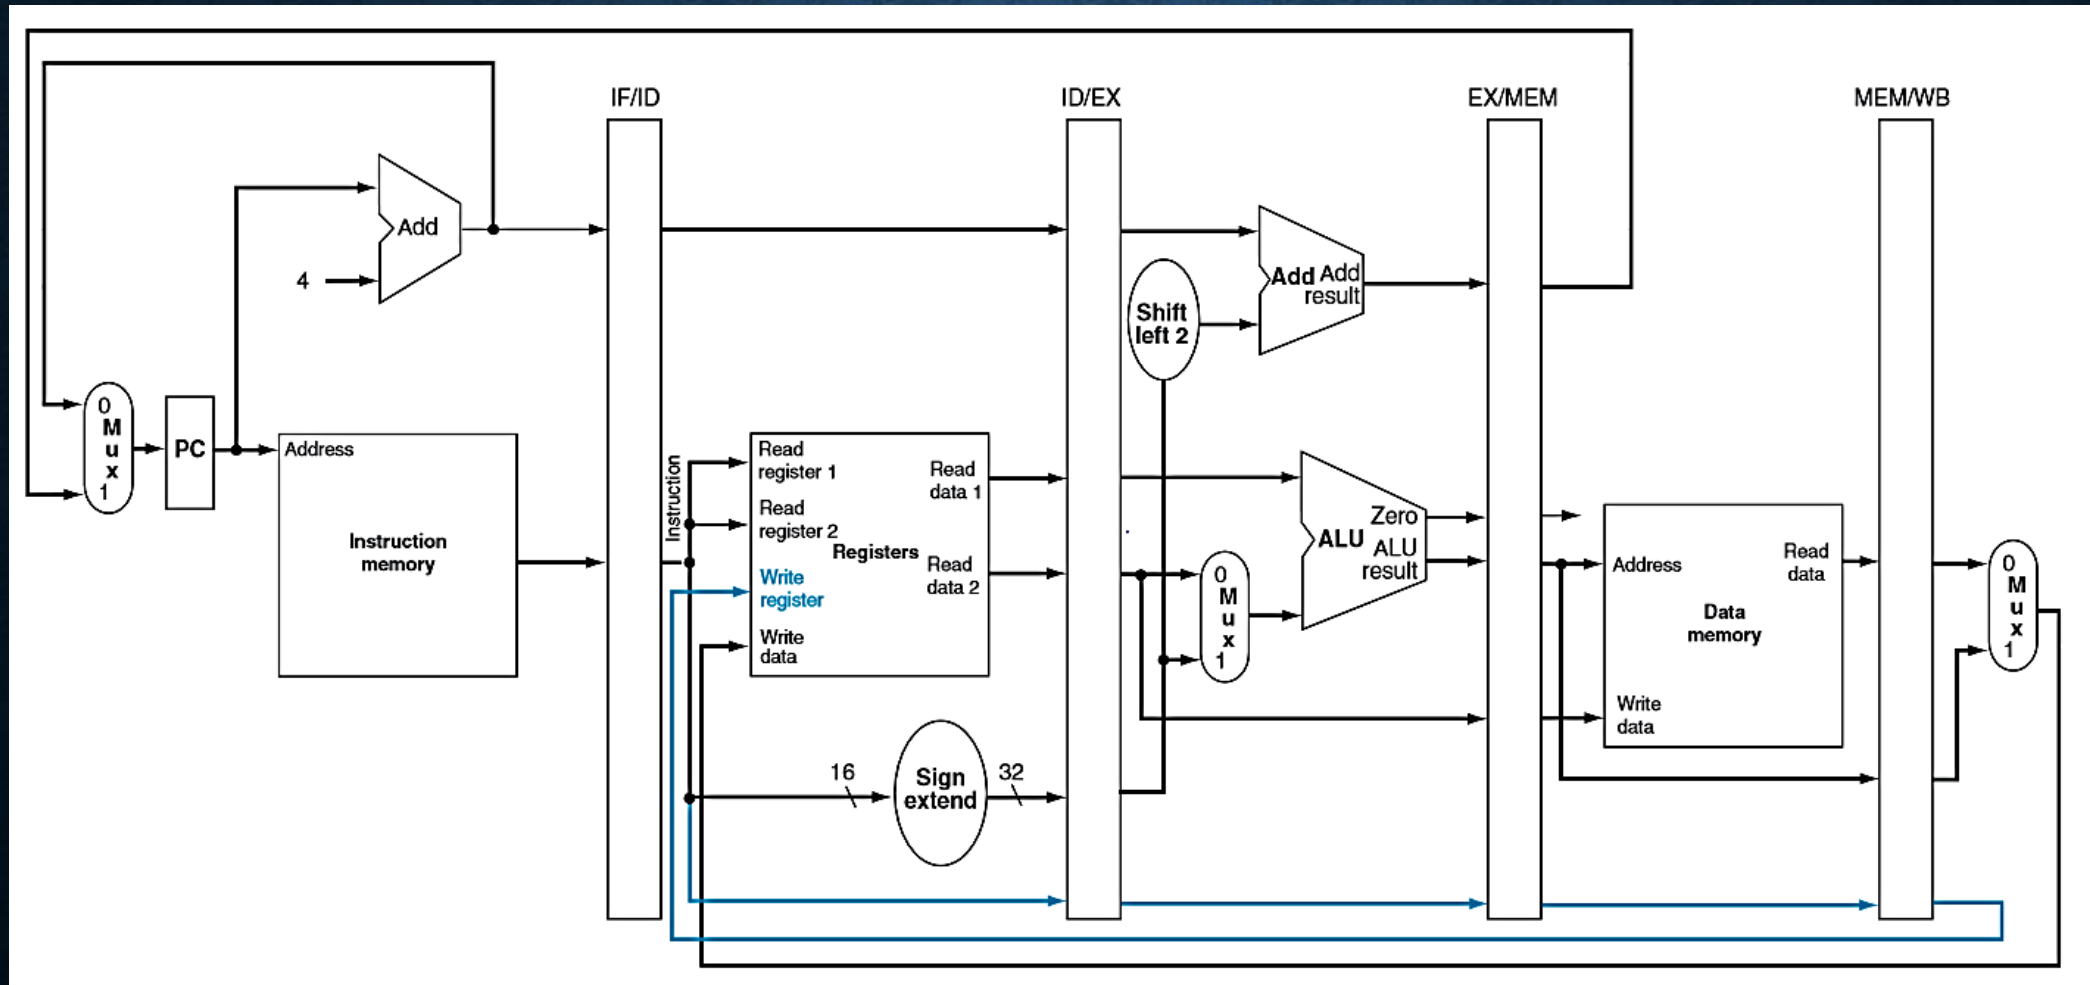 IF/ID
ID/EX
EX/MEM
MEM/WB
Add
4
Shift
left 2
Add
Add
result
0
M
u
x
1
PC
Address
Instruction
memory
Instruction
Read
register 1
Read
register 2
Write
register
Write
data
Registers
Read
data 1
Read
data 2
16
Sign
extend
32
0
M
u
x
1
ALU
Zero
ALU
result
Address
Write
data
Data
memory
Read
data
0
M
u
x
1